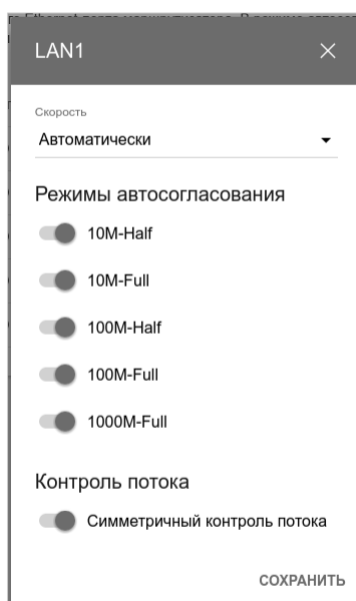 LAN1
Скорость
Автоматически
Режимы автосогласования
10M-Half
10M-Full
100M-Half
100M-Full
1000M-Full
Контроль потока
Симметричный контроль потока
СОХРАНИТЬ